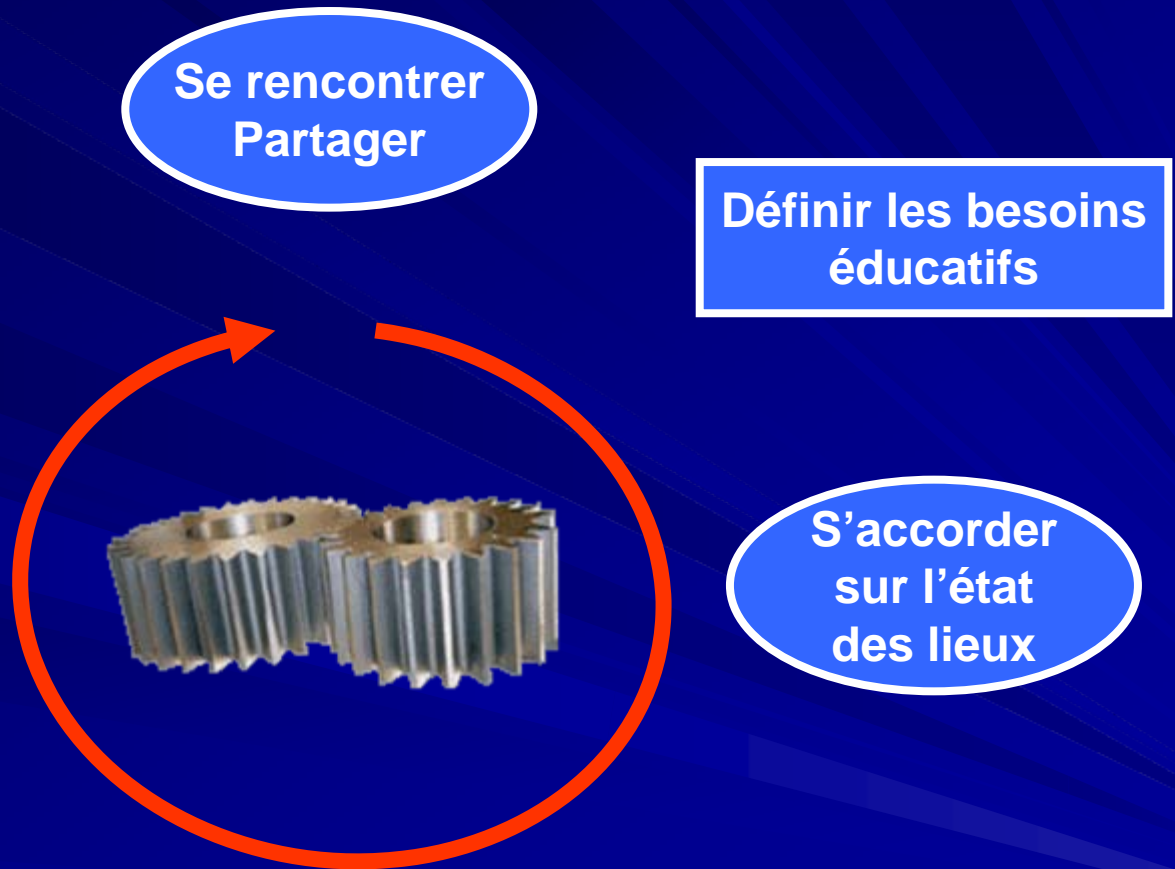 Se rencontrer
Partager
Définir les besoins
éducatifs
S’accorder
sur l’état
des lieux